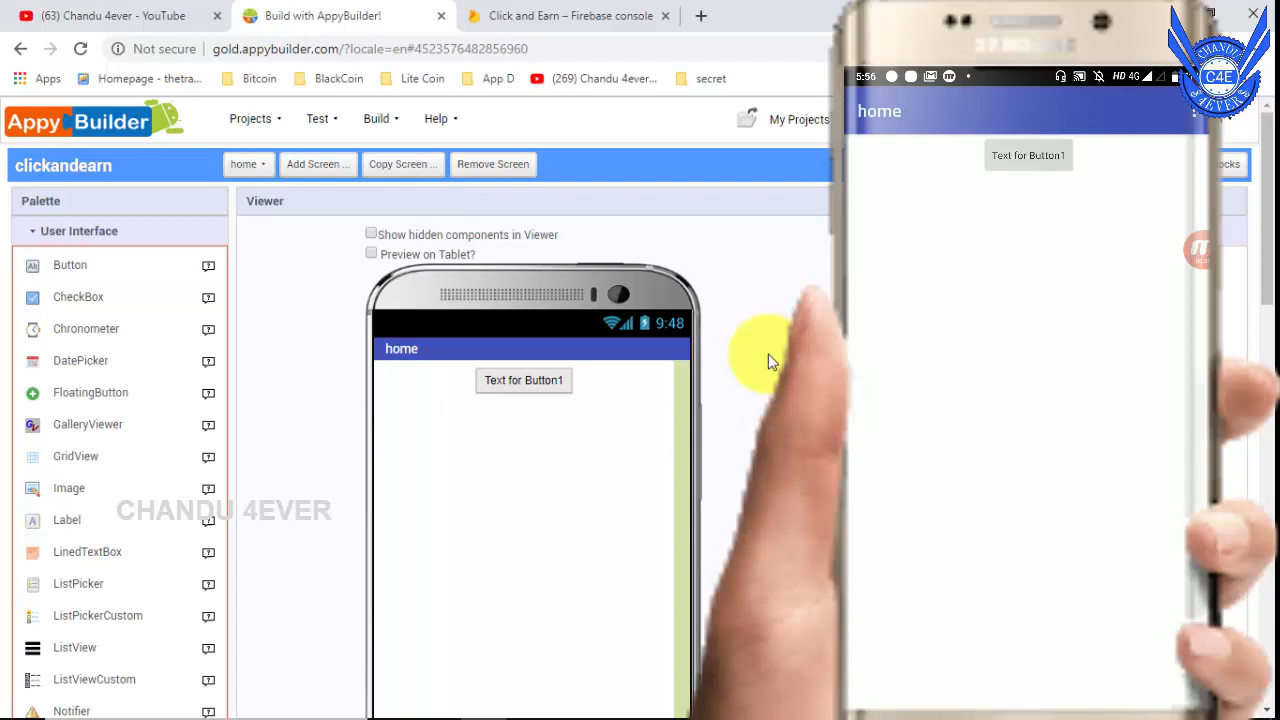 (63) Chandu 4ever - YouTube
Build with AppyBuilder!
Click and Earn – Firebase console
Not secure
gold.appybuilder.com/?locale=en#4523576482856960
Apps
Homepage - thetra...
Bitcoin
BlackCoin
Lite Coin
App D
(269) Chandu 4ever...
secret
Appy Builder
Projects
Test
Build
Help
My Projects
clickandearn
home
Add Screen ...
Copy Screen ...
Remove Screen
Palette
Viewer
User Interface
Show hidden components in Viewer
Preview on Tablet?
Button
CheckBox
Chronometer
DatePicker
FloatingButton
GalleryViewer
GridView
Image
Label
LinedTextBox
ListPicker
ListPickerCustom
ListView
ListViewCustom
Notifier
9:48
home
Text for Button1
CHANDU 4EVER
5:56
HD 4G
home
Text for Button1
CHANDU
C4E
4EVER